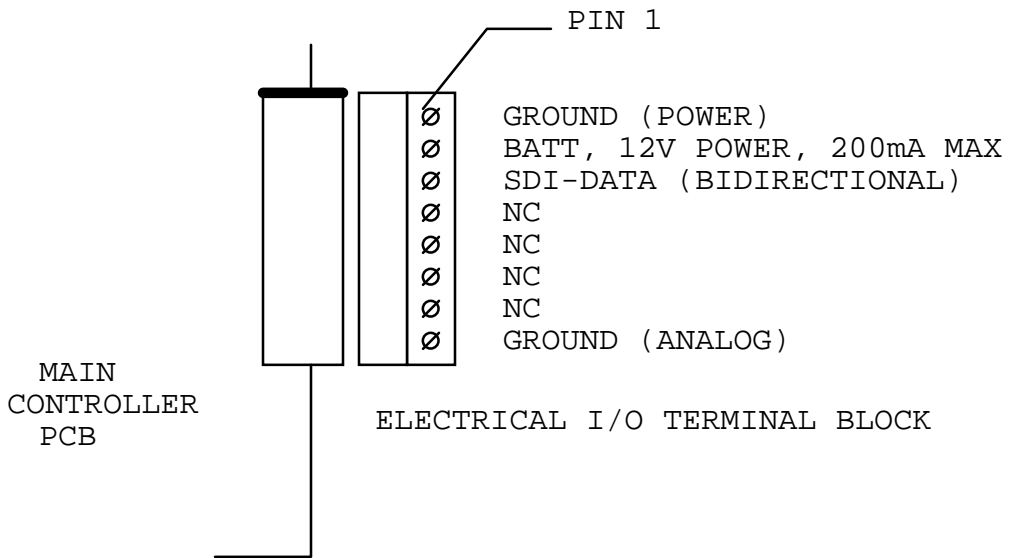 PIN 1
GROUND (POWER)
BATT, 12V POWER, 200mA MAX
SDI-DATA (BIDIRECTIONAL)
NC
NC
NC
NC
GROUND (ANALOG)
MAIN
CONTROLLER
PCB
ELECTRICAL I/O TERMINAL BLOCK